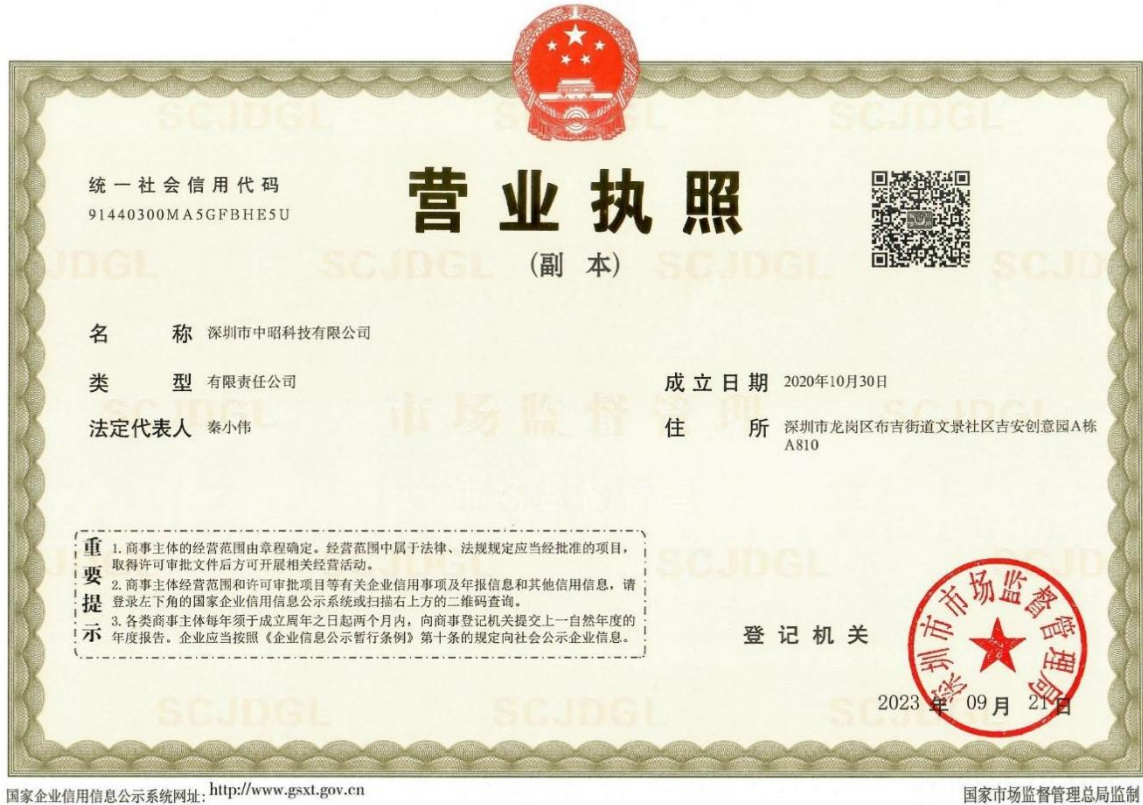 统一社会信用代码
91440300MA5GFBHE5U
营业执照
(副 本)
名 称 深圳市中昭科技有限公司
类 型 有限责任公司
法定代表人 秦小伟
成立日期 2020年10月30日
住 所 深圳市龙岗区布吉街道文景社区吉安创意园A栋
A810
重要提示
1.商事主体的经营范围由章程确定。经营范围中属于法律、法规规定应当经批准的项目，
取得许可审批文件后方可开展相关经营活动。
2.商事主体经营范围和许可审批项目等有关企业信用事项及年报信息和其他信用信息，请
登录左下角的国家企业信用信息公示系统或扫描右上方的二维码查询。
3.各类商事主体每年须于成立周年之日起两个月内，向商事登记机关提交上一自然年度的
年度报告。企业应当按照《企业信息公示暂行条例》第十条的规定向社会公示企业信息。
登记机关
深圳市市场监督管理局
2023 年 09 月 21 日
国家企业信用信息公示系统网址: http://www.gsxt.gov.cn
国家市场监督管理总局监制
SCJDGL
市场监督管理